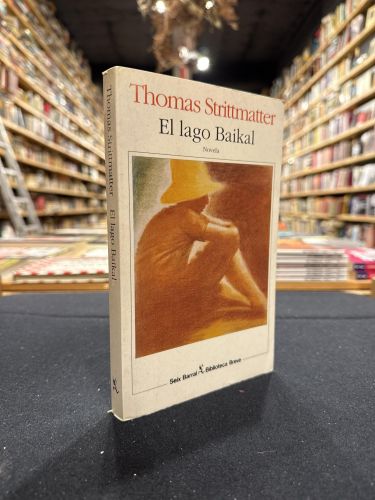 Thomas Strittmatter
El lago Baikal
Novela
Seix Barral Biblioteca Breve
Thomas Strittmatter El lago Baikal